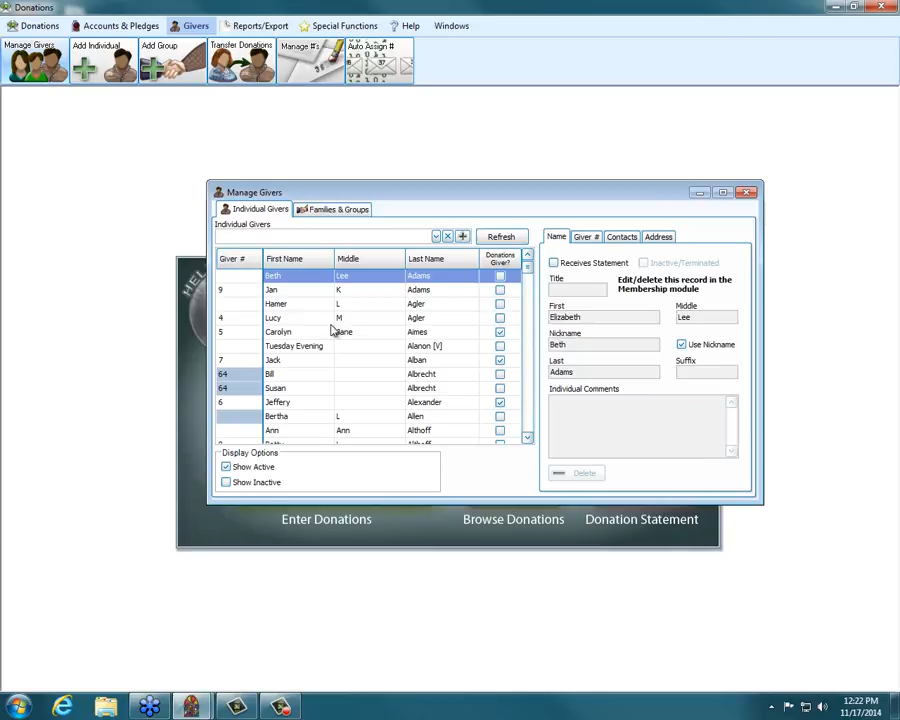 Donations
Donations Accounts & Pledges Givers Reports/Export Special Functions Help Windows
Manage Givers Add Individual Add Group Transfer Donations Manage #'s Auto Assign #
Manage Givers
Individual Givers Families & Groups
Individual Givers
Refresh
Name Giver # Contacts Address
Giver # First Name Middle Last Name Donations Giver?
Beth Lee Adams
9 Jan K Adams
Hamer L Agler
4 Lucy M Agler
5 Carolyn Jane Aimes
Tuesday Evening Alanon [V]
7 Jack Alban
64 Bill Albrecht
64 Susan Albrecht
6 Jeffery Alexander
Bertha L Allen
Ann Ann Althoff
Receives Statement Inactive/Terminated
Title
Edit/delete this record in the
Membership module
First Middle
Elizabeth Lee
Nickname
Beth Use Nickname
Last Suffix
Adams
Individual Comments
Delete
Display Options
Show Active
Show Inactive
Enter Donations Browse Donations Donation Statement
12:22 PM
11/17/2014